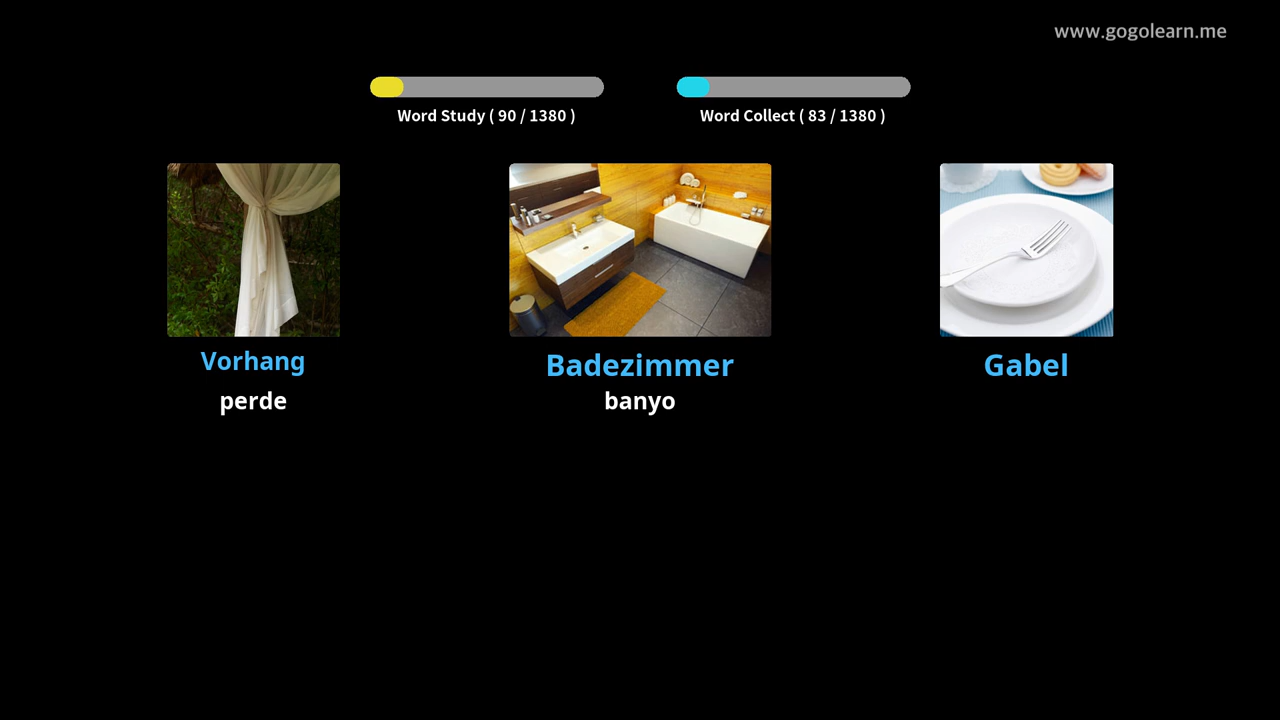 www.gogolearn.me
Word Study ( 90 / 1380 )
Word Collect ( 83 / 1380 )
Vorhang
perde
Badezimmer
banyo
Gabel